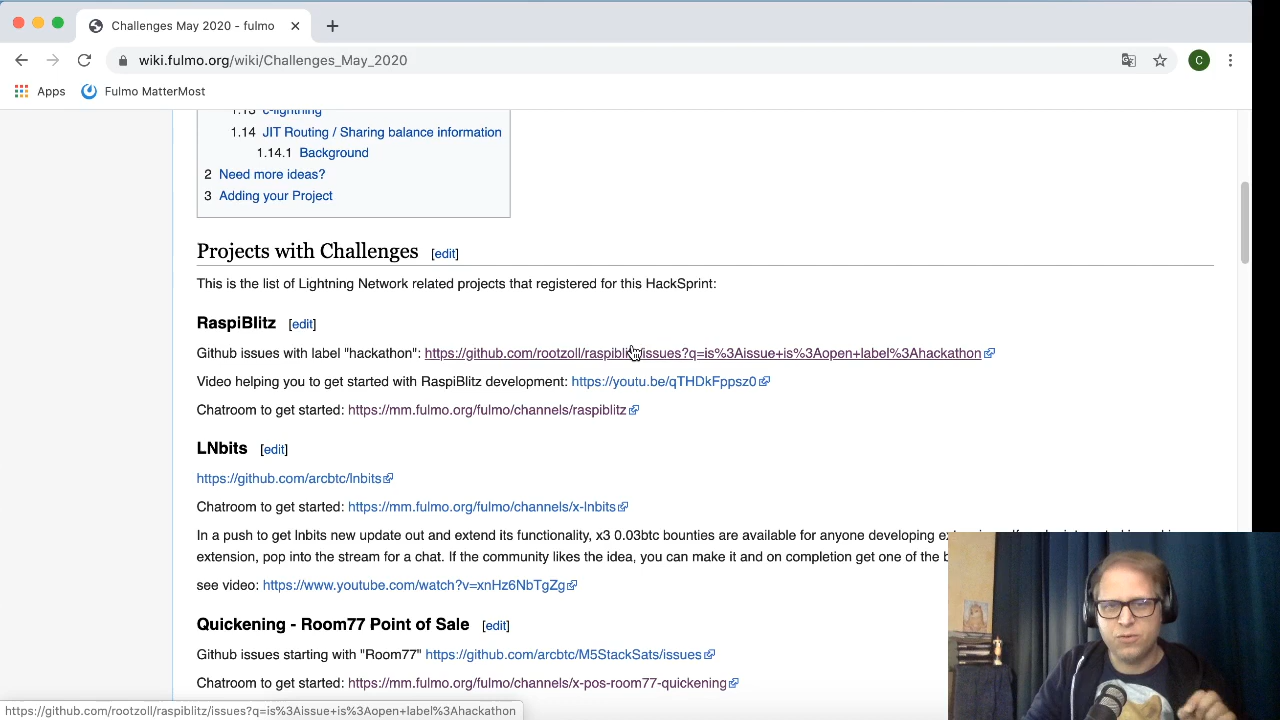 Challenges May 2020 - fulmo
wiki.fulmo.org/wiki/Challenges_May_2020
C
Apps
Fulmo MatterMost
1.13 c-lightning
1.14 JIT Routing / Sharing balance information
1.14.1 Background
2 Need more ideas?
3 Adding your Project
Projects with Challenges [edit]
This is the list of Lightning Network related projects that registered for this HackSprint:
RaspiBlitz [edit]
Github issues with label "hackathon": https://github.com/rootzoll/raspiblitz/issues?q=is%3Aissue+is%3Aopen+label%3Ahackathon
Video helping you to get started with RaspiBlitz development: https://youtu.be/qTHDkFppsz0
Chatroom to get started: https://mm.fulmo.org/fulmo/channels/raspiblitz
LNbits [edit]
https://github.com/arcbtc/lnbits
Chatroom to get started: https://mm.fulmo.org/fulmo/channels/x-lnbits
In a push to get lnbits new update out and extend its functionality, x3 0.03btc bounties are available for anyone developing
extension, pop into the stream for a chat. If the community likes the idea, you can make it and on completion get one of the
see video: https://www.youtube.com/watch?v=xnHz6NbTgZg
Quickening - Room77 Point of Sale [edit]
Github issues starting with "Room77" https://github.com/arcbtc/M5StackSats/issues
Chatroom to get started: https://mm.fulmo.org/fulmo/channels/x-pos-room77-quickening
https://github.com/rootzoll/raspiblitz/issues?q=is%3Aissue+is%3Aopen+label%3Ahackathon